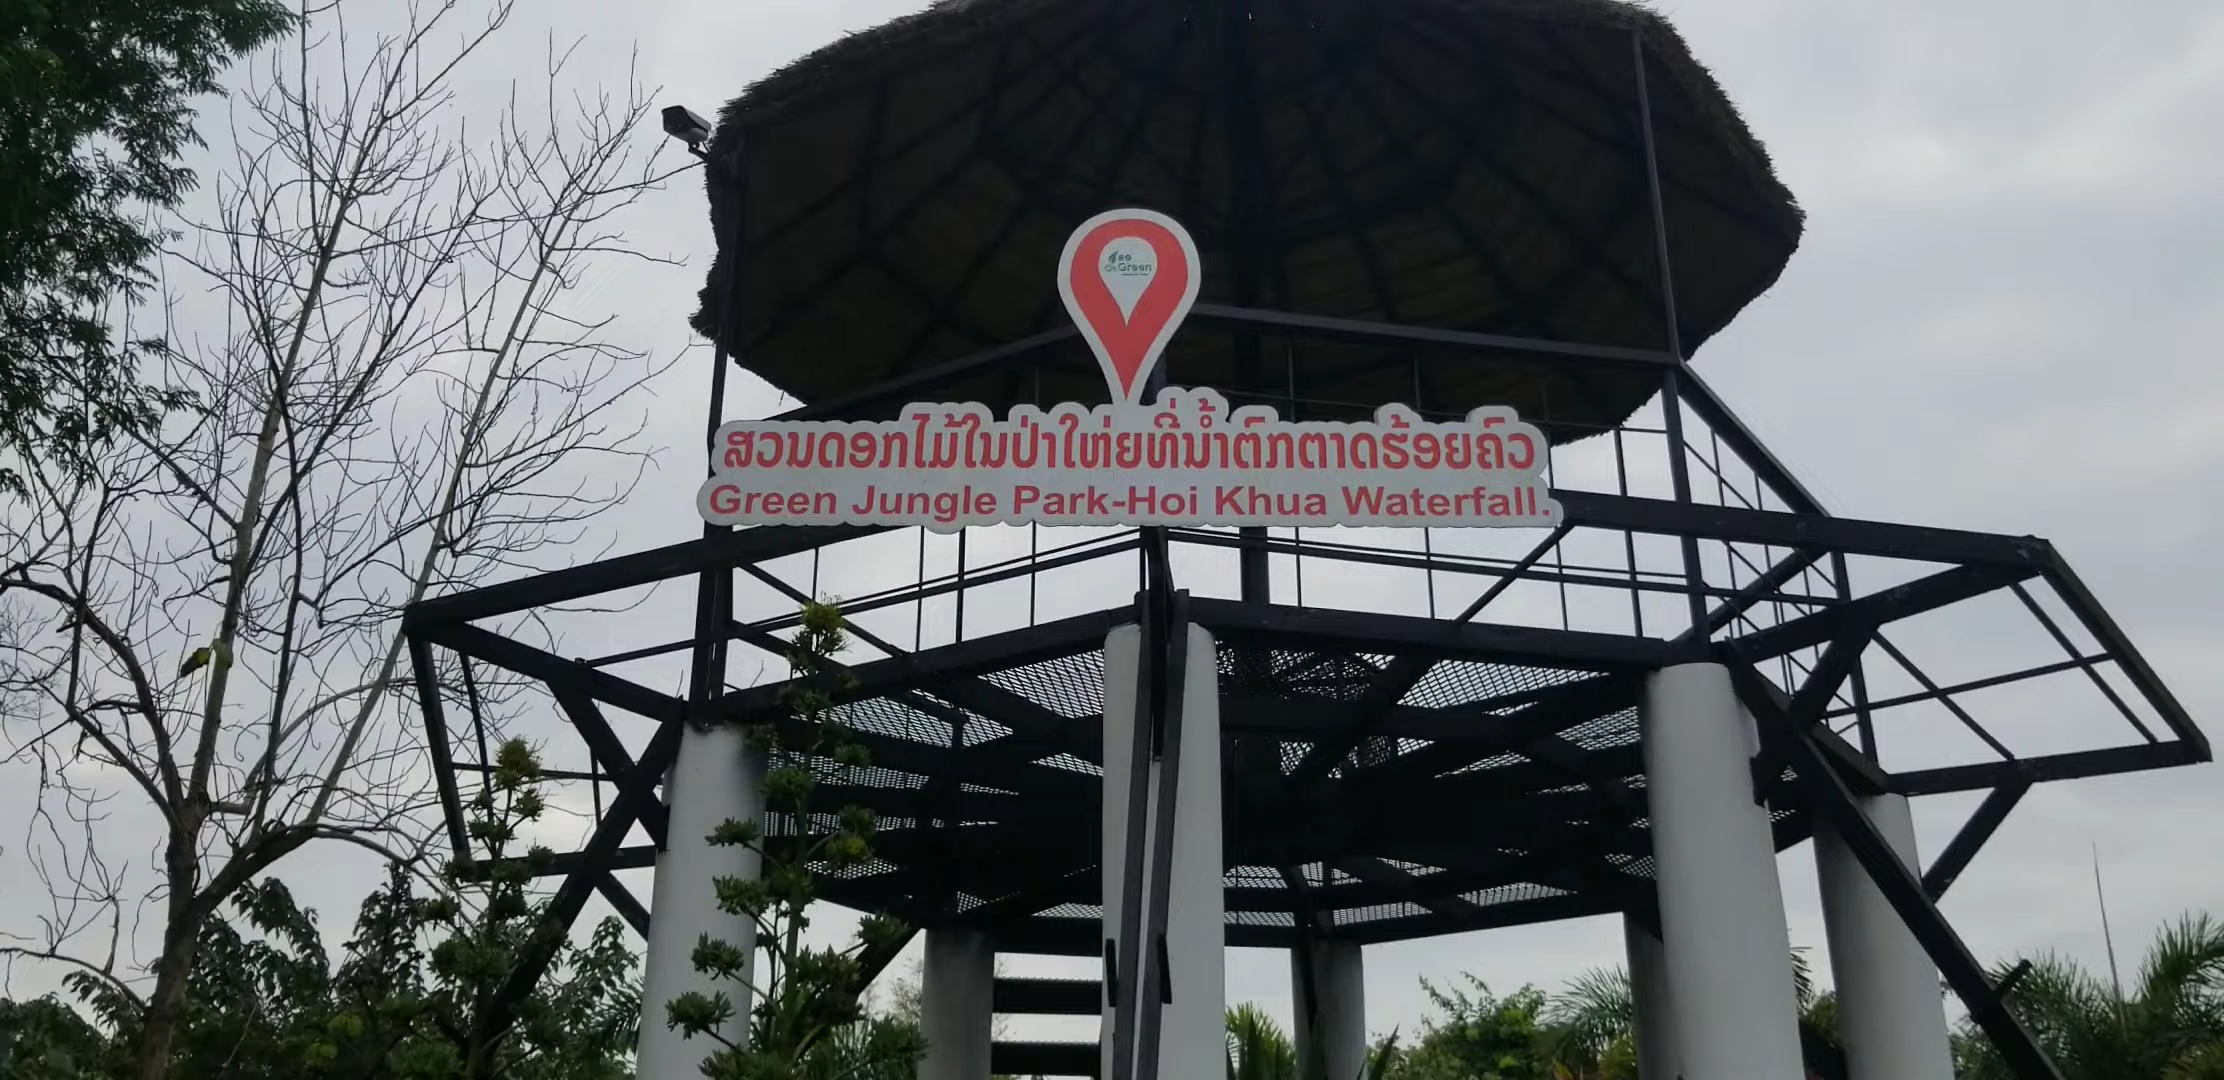 Green
ສວນດອກໄມ້ໃນປ່າໃຫ່ຍທີ່ນ້ຳຕົກຕາດຮ້ອຍຄົວ
Green Jungle Park-Hoi Khua Waterfall.